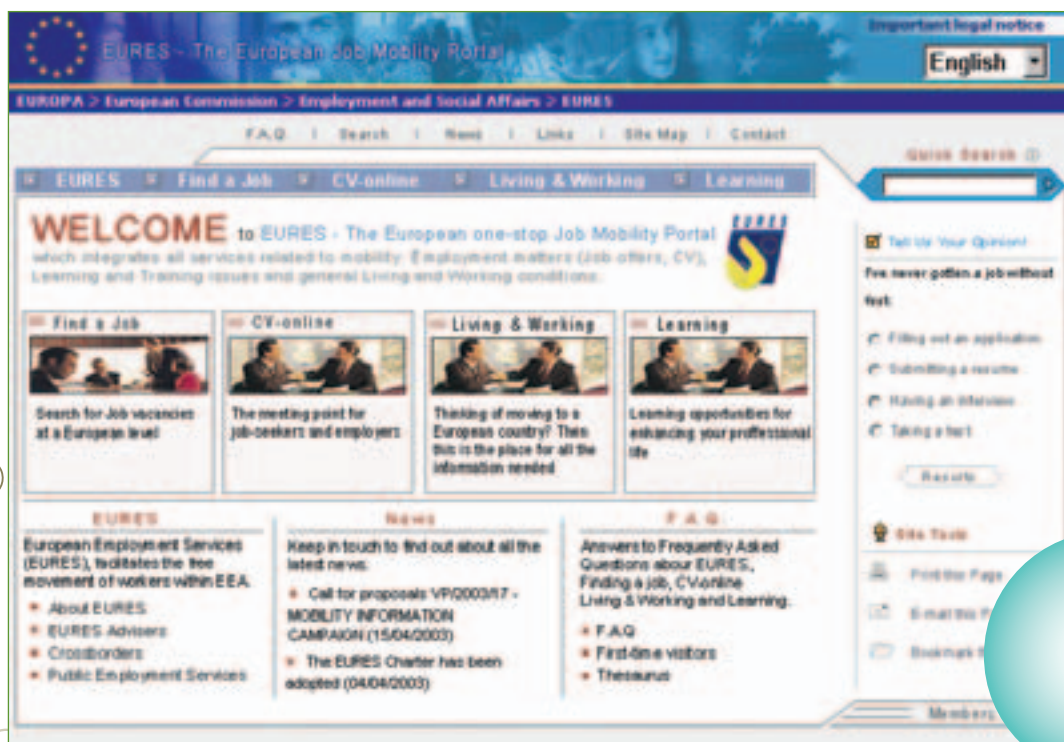 Important legal notice
EURES - The European Job Moblity Portal
English
EUROPA > European Commission > Employment and Social Affairs > EURES
F.A.Q | Search | News | Links | Site Map | Contact
Quick Search
EURES Find a Job CV-online Living & Working Learning
WELCOME to EURES - The European one-stop Job Mobility Portal
which integrates all services related to mobility: Employment matters (Job offers, CV),
Learning and Training issues and general Living and Working conditions.
EURES
Find a Job
Search for Job vacancies
at a European level
CV-online
The meeting point for
job-seekers and employers
Living & Working
Thinking of moving to a
European country? Then
this is the place for all the
information needed
Learning
Learning opportunities for
enhancing your proffessional
life
EURES
European Employment Services
(EURES), facilitates the free
movement of workers within EEA.
About EURES
EURES Advisers
Crossborders
Public Employment Services
News
Keep in touch to find out about all the
latest news.
Call for proposals VP/2003/17 -
MOBILITY INFORMATION
CAMPAIGN (15/04/2003)
The EURES Charter has been
adopted (04/04/2003)
F.A.Q.
Answers to Frequently Asked
Questions abour EURES,
Finding a job, CV-online
Living & Working and Learning.
F.A.Q
First-time visitors
Thesaurus
Tell Us Your Opinion!
I've never gotten a job without
first:
Filling out an application
Submitting a resume
Having an interview
Taking a test
Results
Site Tools
Print this Page
E-mail this
Bookmark
Members